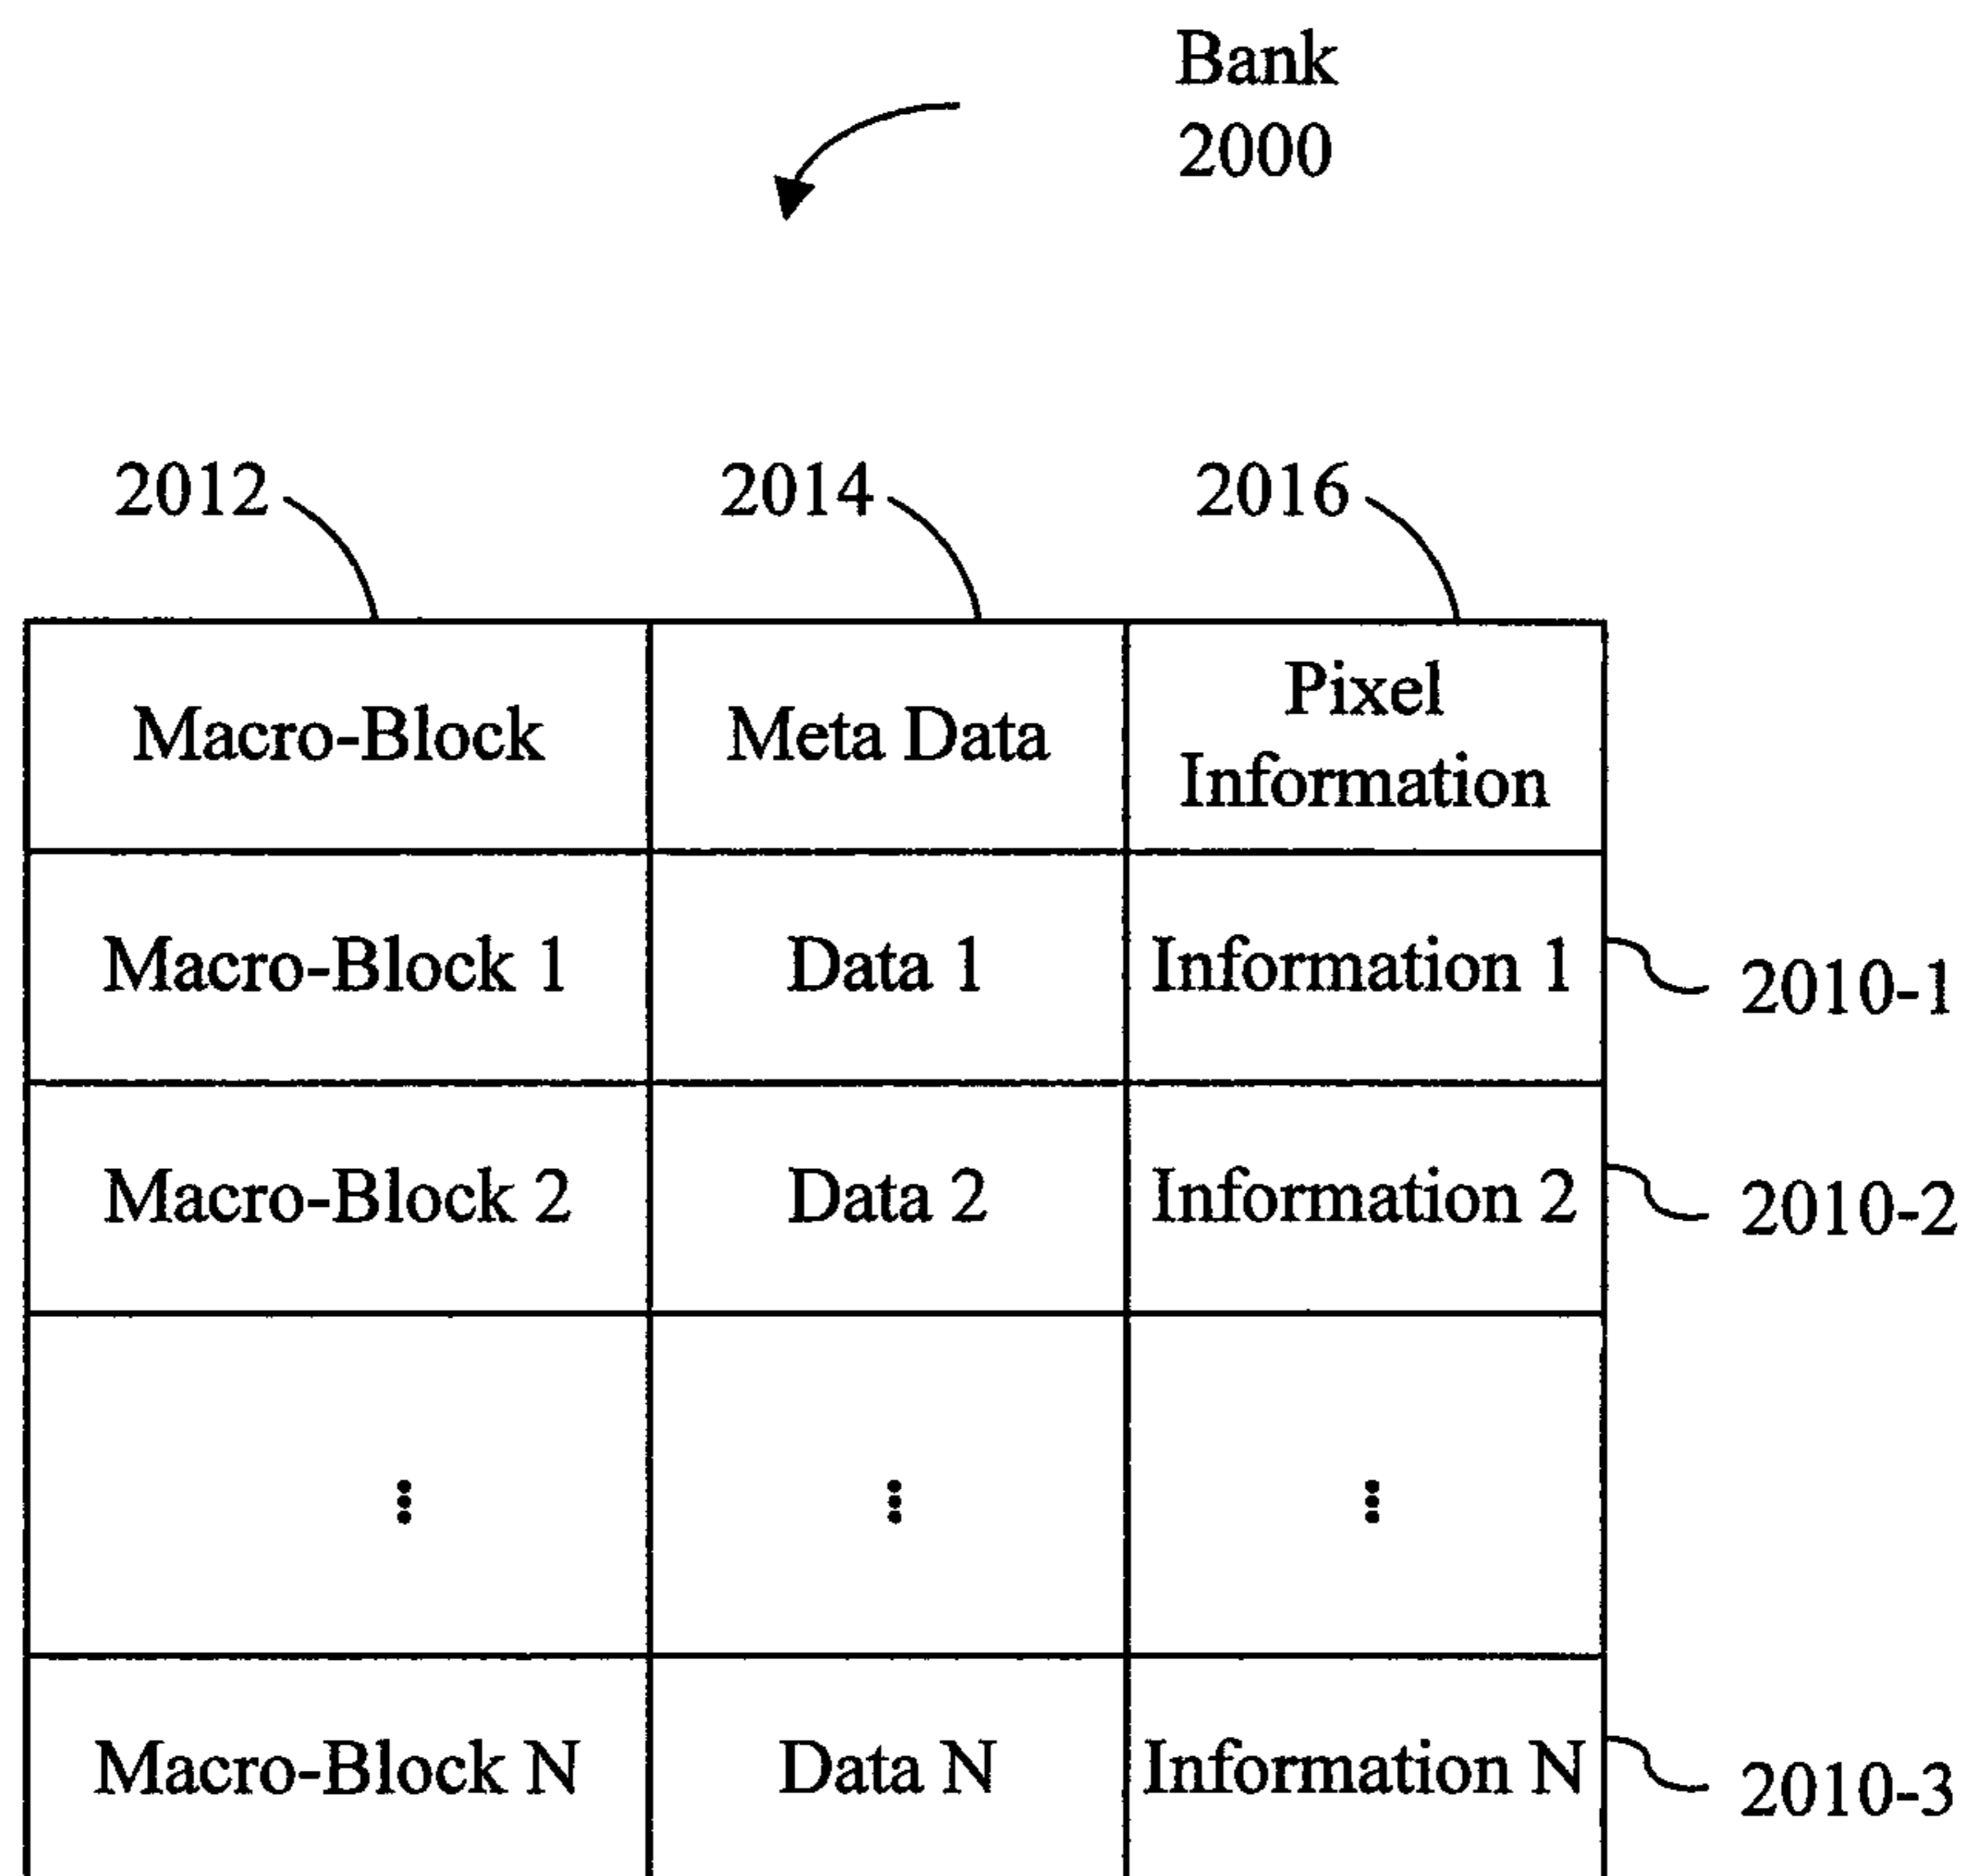 Bank
2000
2012 2014 2016
Macro-Block Meta Data Pixel
Information
Macro-Block 1 Data 1 Information 1 2010-1
Macro-Block 2 Data 2 Information 2 2010-2
Macro-Block N Data N Information N 2010-3